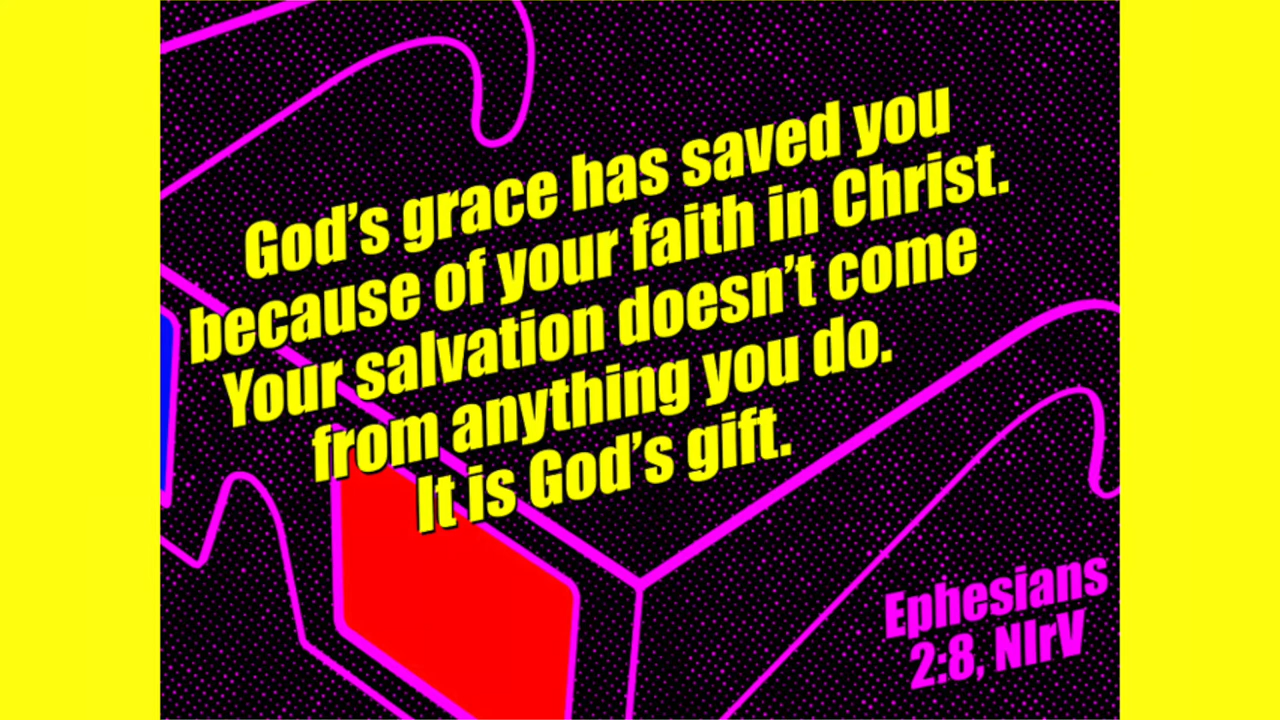 God’s grace has saved you
because of your faith in Christ.
Your salvation doesn’t come
from anything you do.
It is God’s gift.
Ephesians
2:8, NIrV